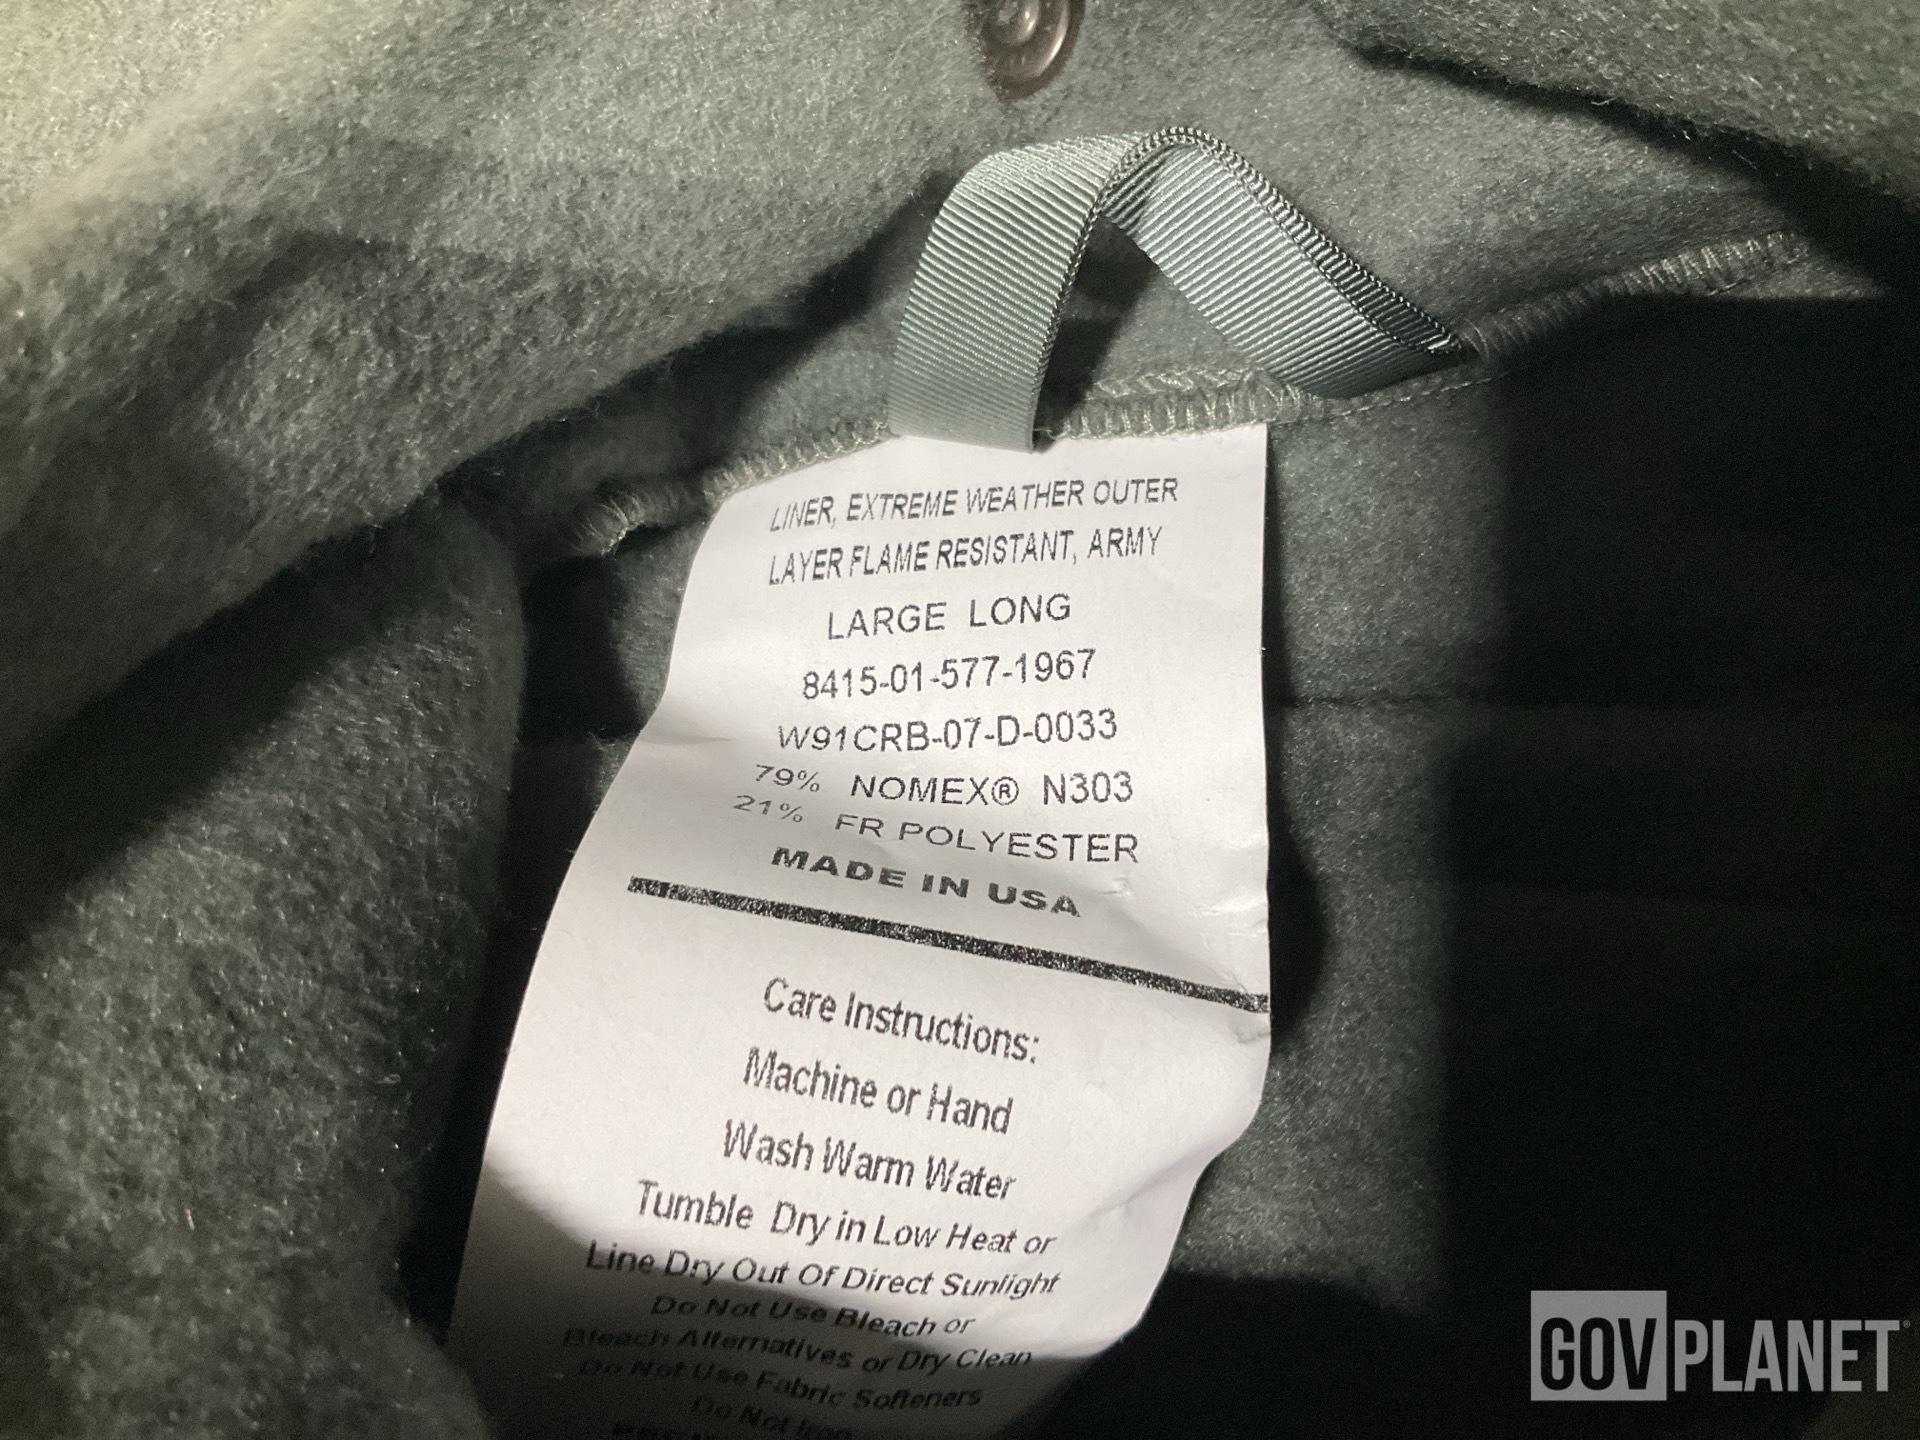 LINER, EXTREME WEATHER OUTER
LAYER FLAME RESISTANT, ARMY
LARGE LONG
8415-01-577-1967
W91CRB-07-D-0033
79% NOMEX® N303
21% FR POLYESTER
MADE IN USA
Care Instructions:
Machine or Hand
Wash Warm Water
Tumble Dry in Low Heat or
Line Dry Out Of Direct Sunlight
Do Not Use Bleach or
Bleach Alternatives or Dry Clean
Do Not Use Fabric Softeners
Do Not Iron
GOVPLANET